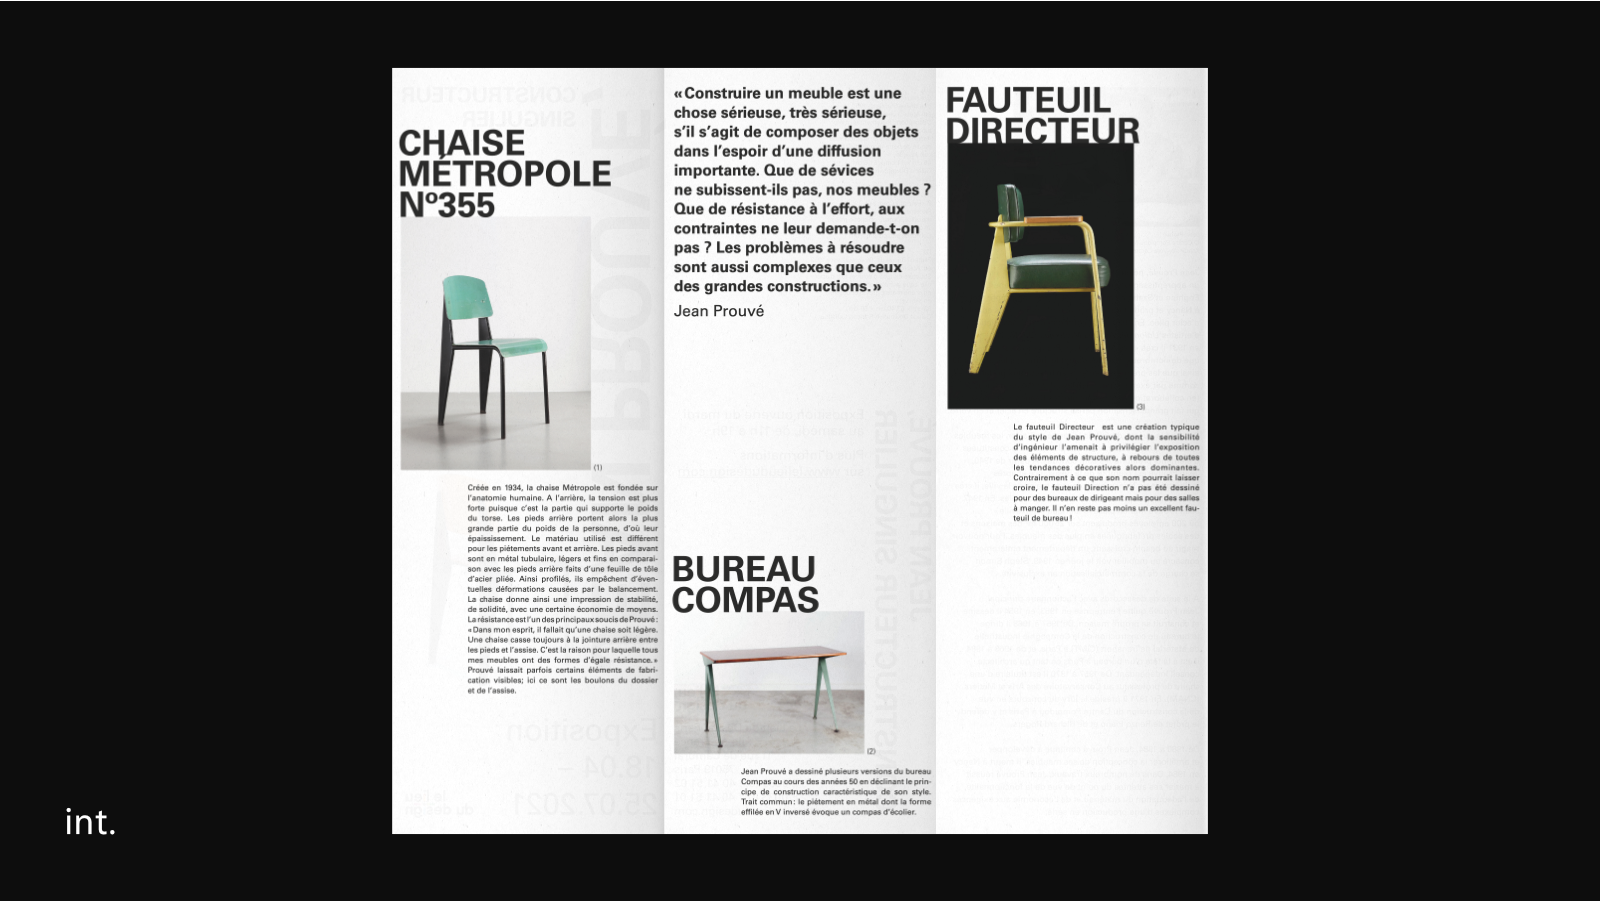 CHAISE
MÉTROPOLE
Nº355
(1)
Créée en 1934, la chaise Métropole est fondée sur
l'anatomie humaine. A l'arrière, la tension est plus
forte puisque c'est la partie qui supporte le poids
du torse. Les pieds arrière portent alors la plus
grande partie du poids de la personne, d'où leur
épaississement. Le matériau utilisé est différent
pour les piétements avant et arrière. Les pieds avant
sont en métal tubulaire, légers et fins en comparai-
son avec les pieds arrière faits d'une feuille de tôle
d'acier pliée. Ainsi profilés, ils empêchent d'éven-
tuelles déformations causées par le balancement.
La chaise donne ainsi une impression de stabilité,
de solidité, avec une certaine économie de moyens.
La résistance est l'un des principaux soucis de Prouvé :
« Dans mon esprit, il fallait qu'une chaise soit légère.
Une chaise casse toujours à la jointure arrière entre
les pieds et l'assise. C'est la raison pour laquelle tous
mes meubles ont des formes d'égale résistance. »
Prouvé laissait parfois certains éléments de fabri-
cation visibles; ici ce sont les boulons du dossier
et de l'assise.
« Construire un meuble est une
chose sérieuse, très sérieuse,
s'il s'agit de composer des objets
dans l'espoir d'une diffusion
importante. Que de sévices
ne subissent-ils pas, nos meubles ?
Que de résistance à l'effort, aux
contraintes ne leur demande-t-on
pas ? Les problèmes à résoudre
sont aussi complexes que ceux
des grandes constructions. »
Jean Prouvé
BUREAU
COMPAS
(2)
Jean Prouvé a dessiné plusieurs versions du bureau
Compas au cours des années 50 en déclinant le prin-
cipe de construction caractéristique de son style.
Trait commun : le piètement en métal dont la forme
effilée en V inversé évoque un compas d'écolier.
FAUTEUIL
DIRECTEUR
(3)
Le fauteuil Directeur est une création typique
du style de Jean Prouvé, dont la sensibilité
d'ingénieur l'amenait à privilégier l'exposition
des éléments de structure, à rebours de toutes
les tendances décoratives alors dominantes.
Contrairement à ce que son nom pourrait laisser
croire, le fauteuil Direction n'a pas été dessiné
pour des bureaux de dirigeant mais pour des salles
à manger. Il n'en reste pas moins un excellent fau-
teuil de bureau !
int.